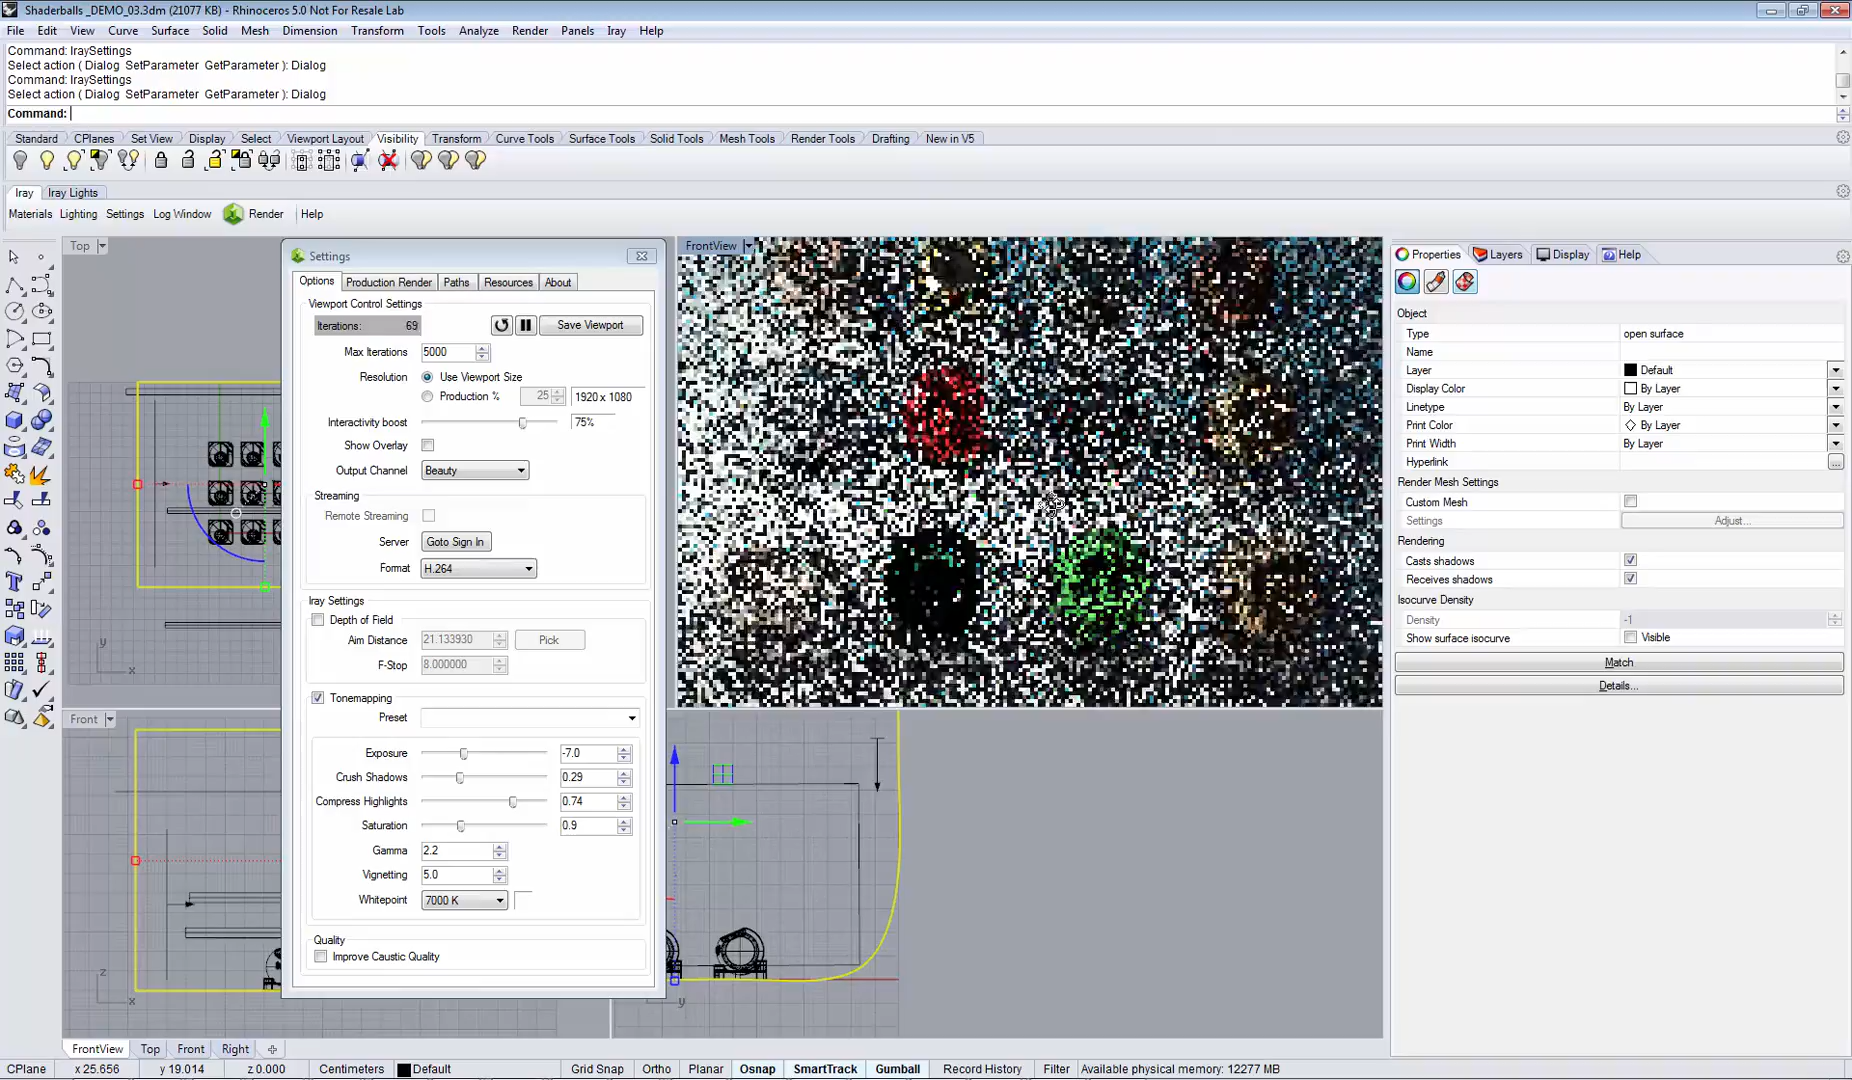 Shaderballs _DEMO_03.3dm (21077 KB) - Rhinoceros 5.0 Not For Resale Lab
File Edit View Curve Surface Solid Mesh Dimension Transform Tools Analyze Render Panels Iray Help
Command: IraySettings
Select action ( Dialog SetParameter GetParameter ): Dialog
Command: IraySettings
Select action ( Dialog SetParameter GetParameter ): Dialog
Command:
Standard CPlanes Set View Display Select Viewport Layout Visibility Transform Curve Tools Surface Tools Solid Tools Mesh Tools Render Tools Drafting New in V5
Iray Iray Lights
Materials Lighting Settings Log Window Render Help
Top
Settings
Options Production Render Paths Resources About
Viewport Control Settings
Iterations: 69
Save Viewport
Max Iterations 5000
Resolution Use Viewport Size
Production % 25 1920 x 1080
Interactivity boost 75%
Show Overlay
Output Channel Beauty
Streaming
Remote Streaming
Server Goto Sign In
Format H.264
Iray Settings
Depth of Field
Aim Distance 21.133930 Pick
F-Stop 8.000000
Tonemapping
Preset
Exposure -7.0
Crush Shadows 0.29
Compress Highlights 0.74
Saturation 0.9
Gamma 2.2
Vignetting 5.0
Whitepoint 7000 K
Quality
Improve Caustic Quality
FrontView
Properties Layers Display Help
Object
Type open surface
Name
Layer Default
Display Color By Layer
Linetype By Layer
Print Color By Layer
Print Width By Layer
Hyperlink ...
Render Mesh Settings
Custom Mesh
Settings Adjust...
Rendering
Casts shadows
Receives shadows
Isocurve Density
Density -1
Show surface isocurve Visible
Match
Details...
y
x
Front
z
x
y
FrontView Top Front Right
CPlane x 25.656 y 19.014 z 0.000 Centimeters Default Grid Snap Ortho Planar Osnap SmartTrack Gumball Record History Filter Available physical memory: 12277 MB